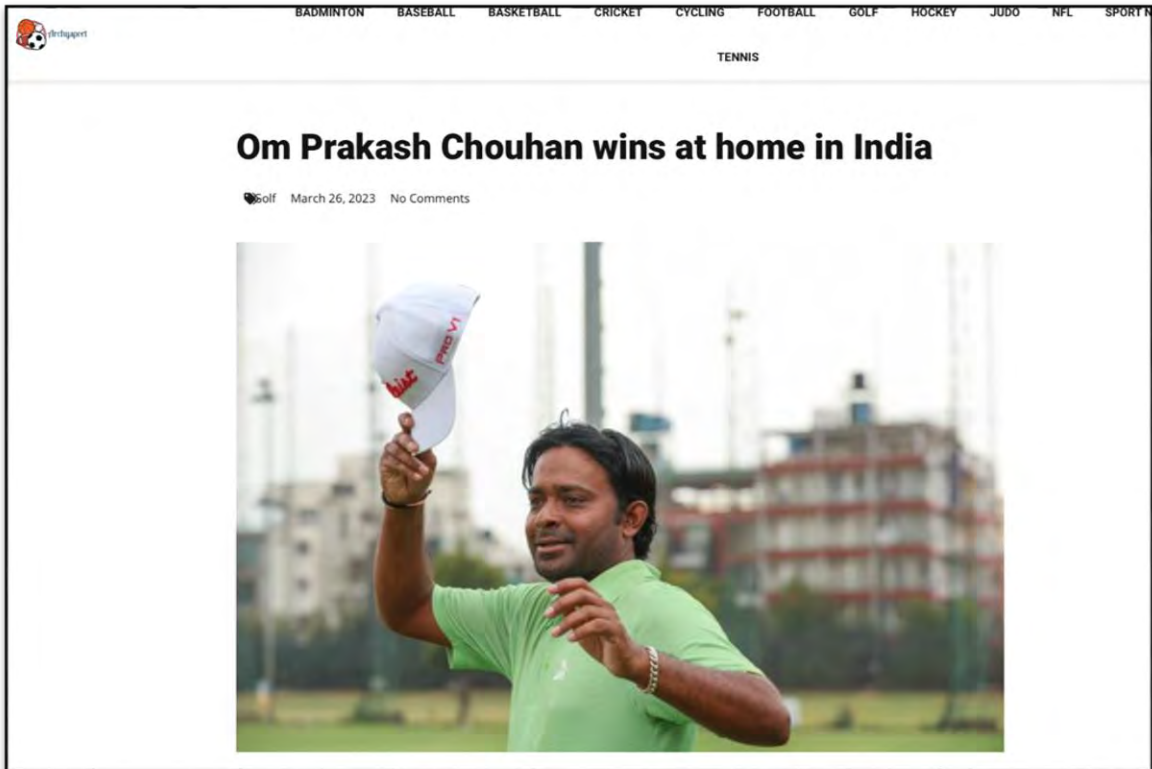 BADMINTON BASEBALL BASKETBALL CRICKET CYCLING FOOTBALL GOLF HOCKEY JUDO NFL SPORT
TENNIS
Om Prakash Chouhan wins at home in India
Golf March 26, 2023 No Comments
PRO V1